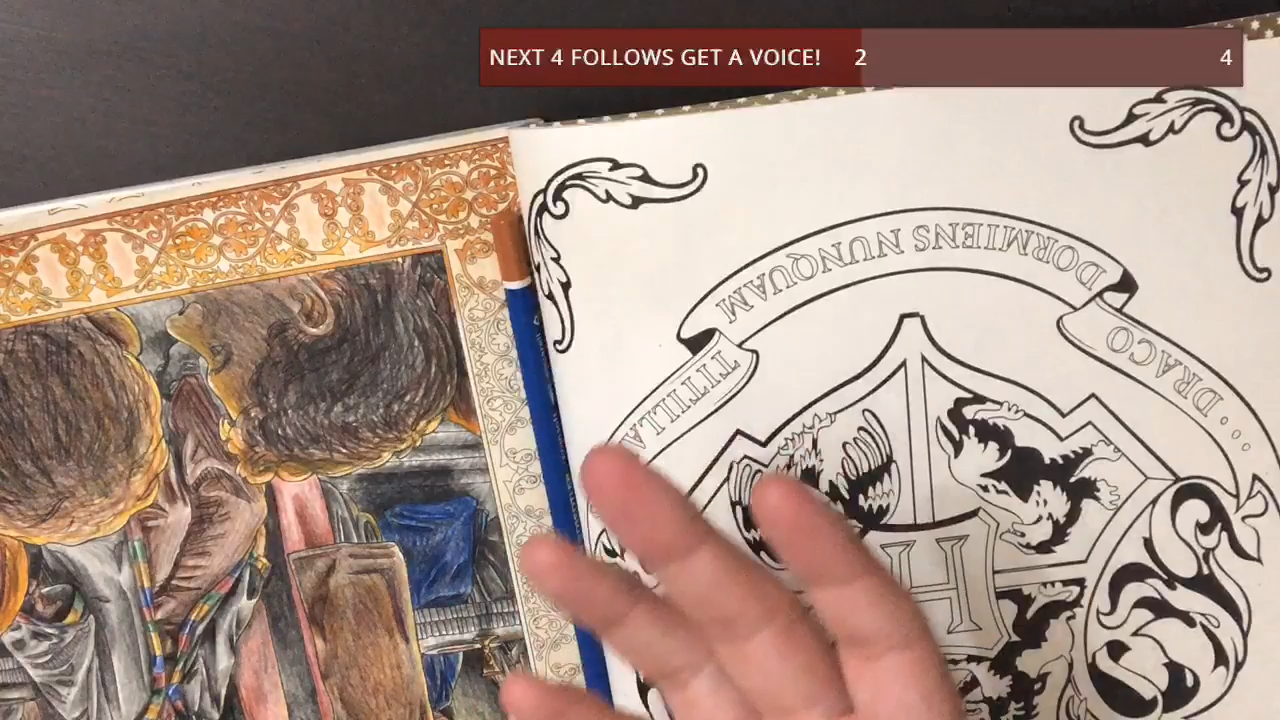 NEXT 4 FOLLOWS GET A VOICE! 2 4
DRACO
DORMIENS NUNQUAM
TITILLA
H